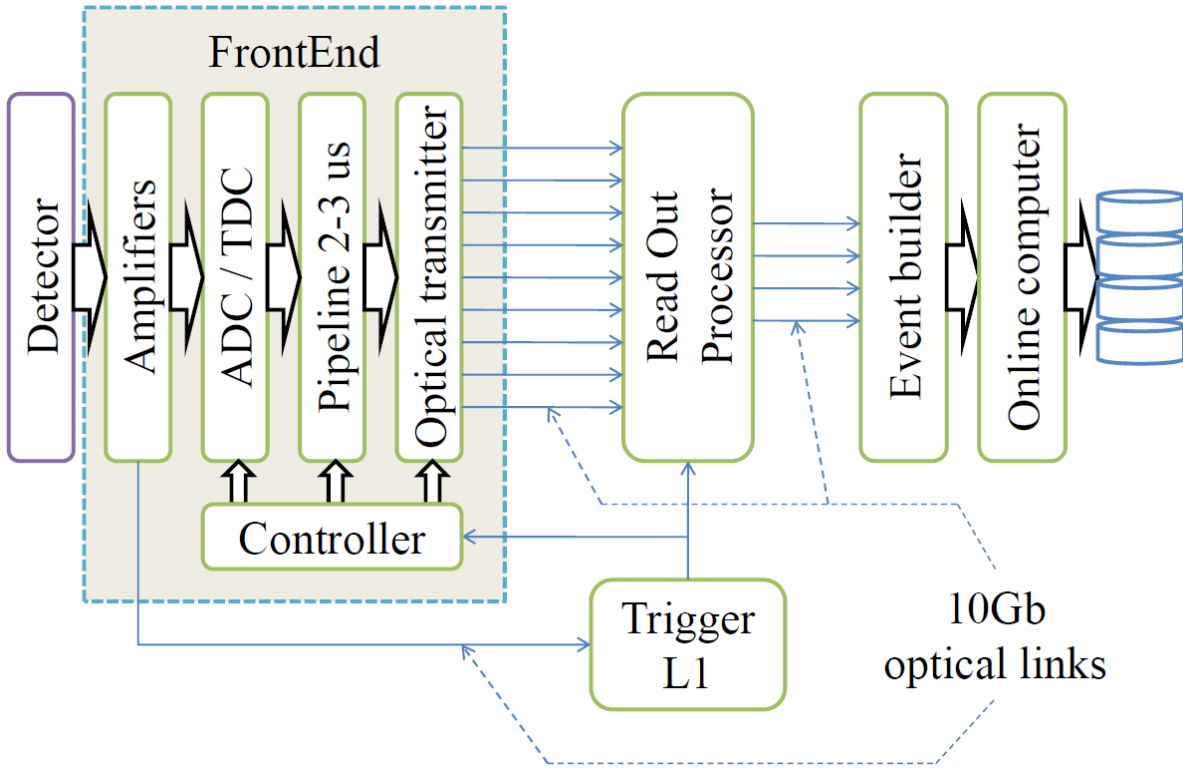 FrontEnd
Detector
Amplifiers
ADC / TDC
Pipeline 2-3 us
Optical transmitter
Controller
Read Out
Processor
Event builder
Online computer
Trigger
L1
10Gb
optical links